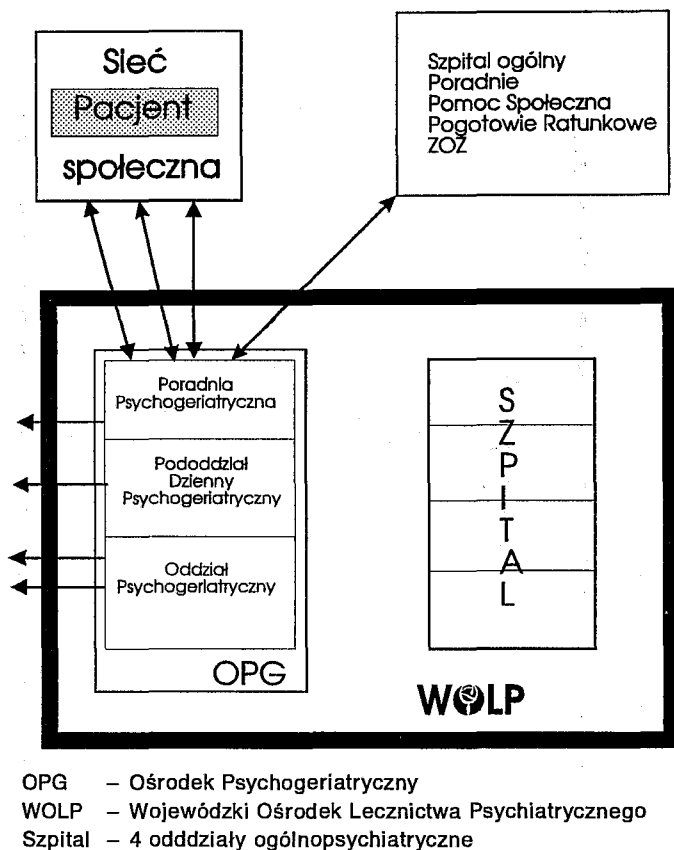 Sieć
Pacjent
społeczna
Szpital ogólny
Poradnie
Pomoc Społeczna
Pogotowie Ratunkowe
ZOZ
Poradnia
Psychogeriatryczna
Pododdział
Dzienny
Psychogeriatryczny
Oddział
Psychogeriatryczny
OPG
S
Z
P
I
T
A
L
WOLP
OPG – Ośrodek Psychogeriatryczny
WOLP – Wojewódzki Ośrodek Lecznictwa Psychiatrycznego
Szpital – 4 odddziały ogólnopsychiatryczne